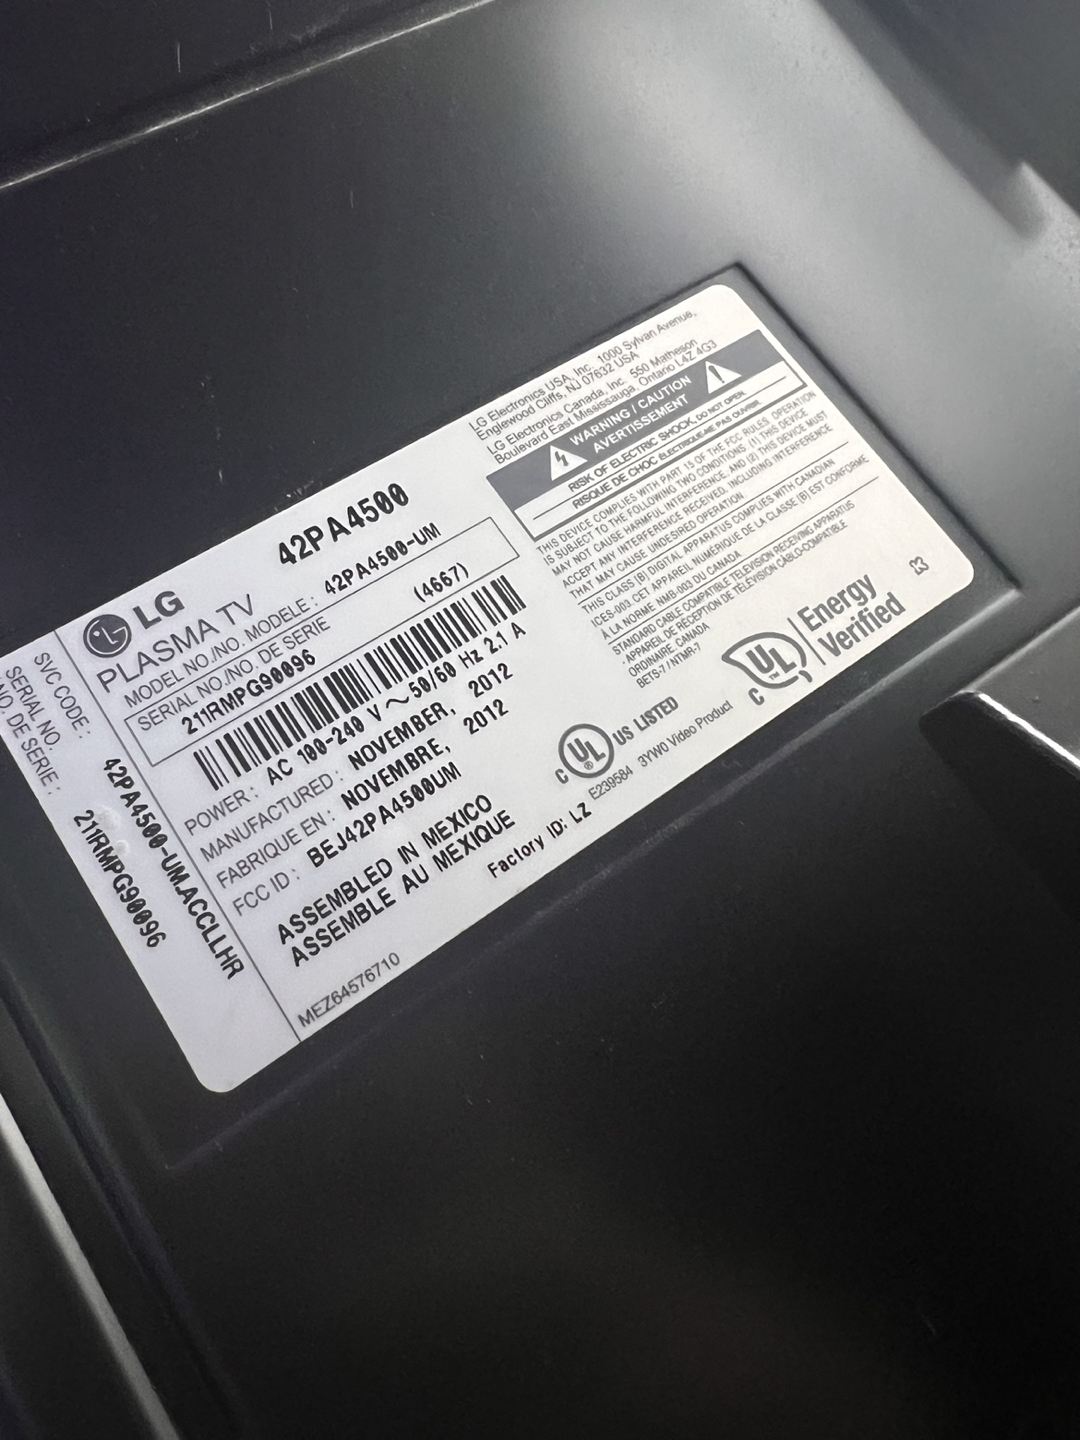 SVC CODE : 42PA4500-UM.ACCLLHR
SERIAL NO.
NO. DE SÉRIE : 211RMPG90096
LG
42PA4500
PLASMA TV
MODEL NO./NO. MODELE : 42PA4500-UM
SERIAL NO./NO. DE SERIE (4667)
211RMPG90096
POWER : AC 100-240 V ~ 50/60 Hz 2.1 A
MANUFACTURED : NOVEMBER, 2012
FABRIQUE EN : NOVEMBRE, 2012
FCC ID : BEJ42PA4500UM
ASSEMBLED IN MEXICO
ASSEMBLE AU MEXIQUE
Factory ID: LZ
MEZ64576710
LG Electronics USA, Inc. 1000 Sylvan Avenue,
Englewood Cliffs, NJ 07632 USA
LG Electronics Canada, Inc. 550 Matheson
Boulevard East Mississauga, Ontario L4Z 4G3
WARNING / CAUTION
AVERTISSEMENT
RISK OF ELECTRIC SHOCK, DO NOT OPEN.
RISQUE DE CHOC ELECTRIQUE-NE PAS OUVRIR.
THIS DEVICE COMPLIES WITH PART 15 OF THE FCC RULES OPERATION
IS SUBJECT TO THE FOLLOWING TWO CONDITIONS (1) THIS DEVICE
MAY NOT CAUSE HARMFUL INTERFERENCE, AND (2) THIS DEVICE MUST
ACCEPT ANY INTERFERENCE RECEIVED, INCLUDING INTERFERENCE
THAT MAY CAUSE UNDESIRED OPERATION
THIS CLASS [B] DIGITAL APPARATUS COMPLIES WITH CANADIAN
ICES-003. CET APPAREIL NUMÉRIQUE DE LA CLASSE [B] EST CONFORME
À LA NORME NMB-003 DU CANADA
STANDARD CABLE COMPATIBLE TELEVISION RECEIVING APPARATUS
- APPAREIL DE RÉCEPTION DE TÉLÉVISION CÂBLO-COMPATIBLE
ORDINAIRE, CANADA
BETS-7 / NTMR-7
c UL ® US LISTED
E239584 3YW0 Video Product
c UL ™ Energy
Verified